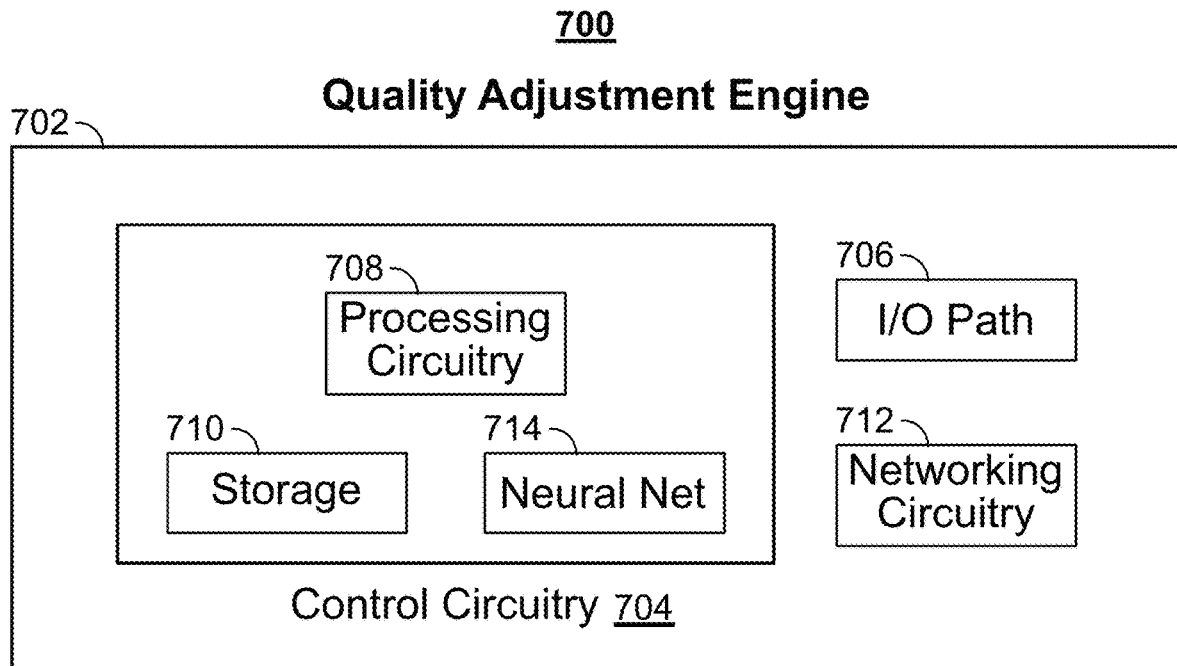 700
Quality Adjustment Engine
702
708
Processing
Circuitry
706
I/O Path
710
Storage
714
Neural Net
712
Networking
Circuitry
Control Circuitry 704